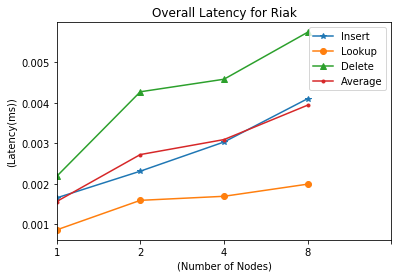 Overall Latency for Riak
Insert
Lookup
Delete
Average
(Latency(ms))
0.005
0.004
0.003
0.002
0.001
1 2 4 8
(Number of Nodes)